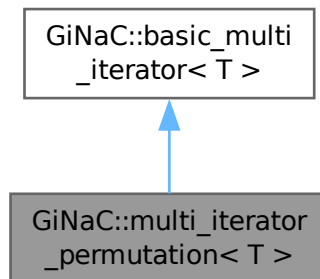 GiNaC::basic_multi
_iterator< T >
GiNaC::multi_iterator
_permutation< T >